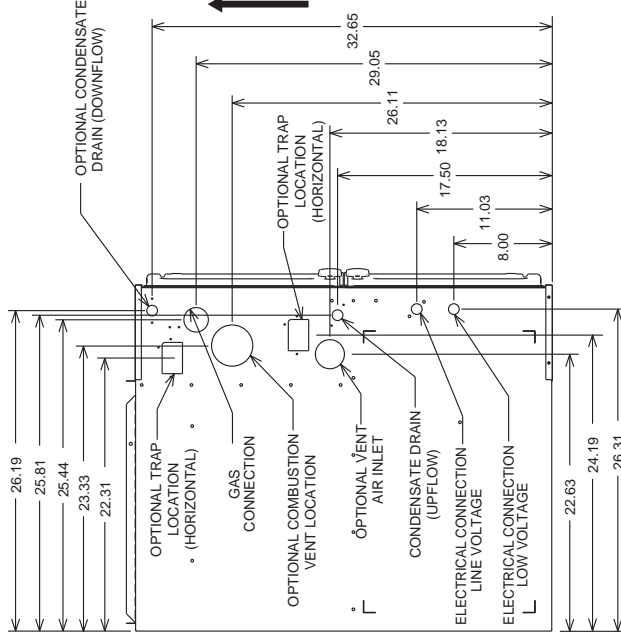 OPTIONAL CONDENSATE
DRAIN (DOWNFLOW)
32.65
29.05
26.11
18.13
17.50
11.03
8.00
OPTIONAL TRAP
LOCATION
(HORIZONTAL)
26.19
25.81
25.44
23.33
22.31
OPTIONAL TRAP
LOCATION
(HORIZONTAL)
GAS
CONNECTION
OPTIONAL COMBUSTION
VENT LOCATION
OPTIONAL VENT
AIR INLET
CONDENSATE DRAIN
(UPFLOW)
ELECTRICAL CONNECTION
LINE VOLTAGE
ELECTRICAL CONNECTION
LOW VOLTAGE
22.63
24.19
26.31